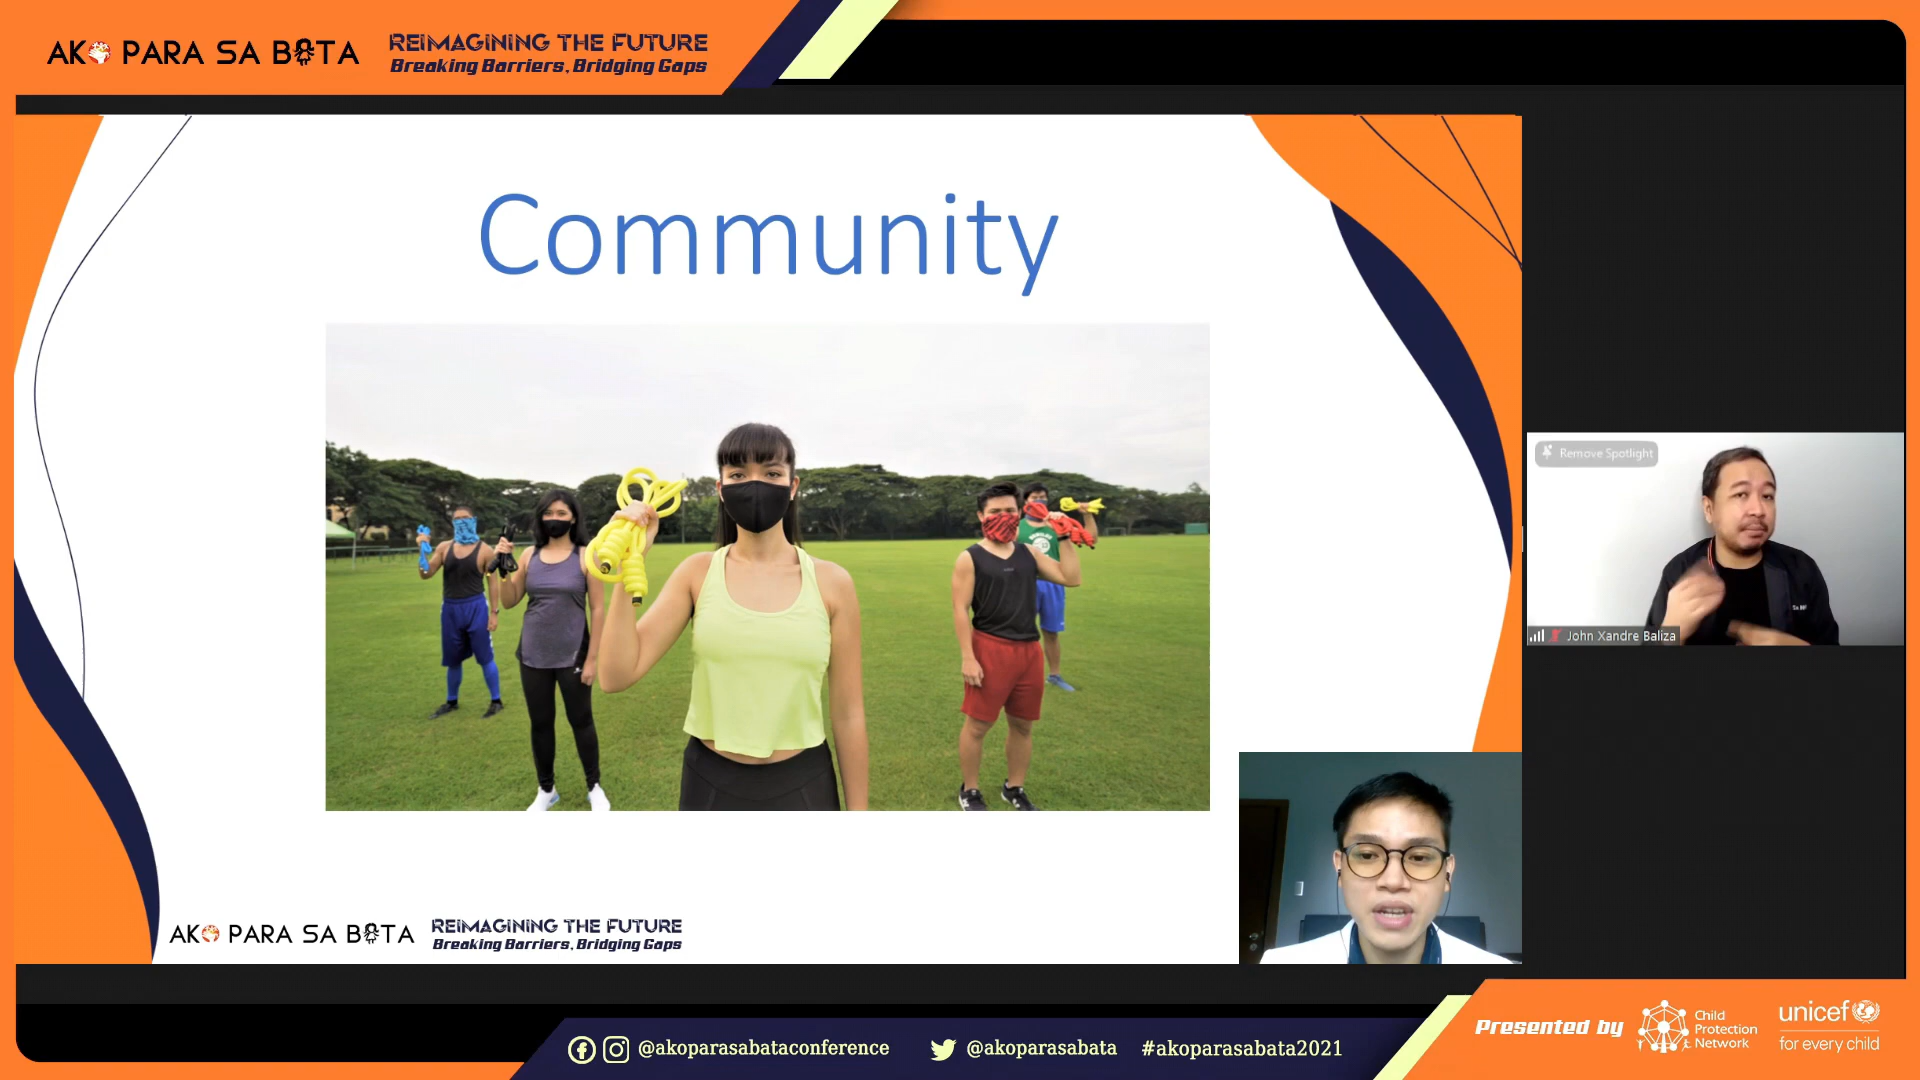 AKO PARA SA BATA
REIMAGINING THE FUTURE
Breaking Barriers, Bridging Gaps
Community
Remove Spotlight
John Xandre Baliza
AKO PARA SA BATA
REIMAGINING THE FUTURE
Breaking Barriers, Bridging Gaps
@akoparasabataconference
@akoparasabata
#akoparasabata2021
Presented by
Child
Protection
Network
unicef
for every child